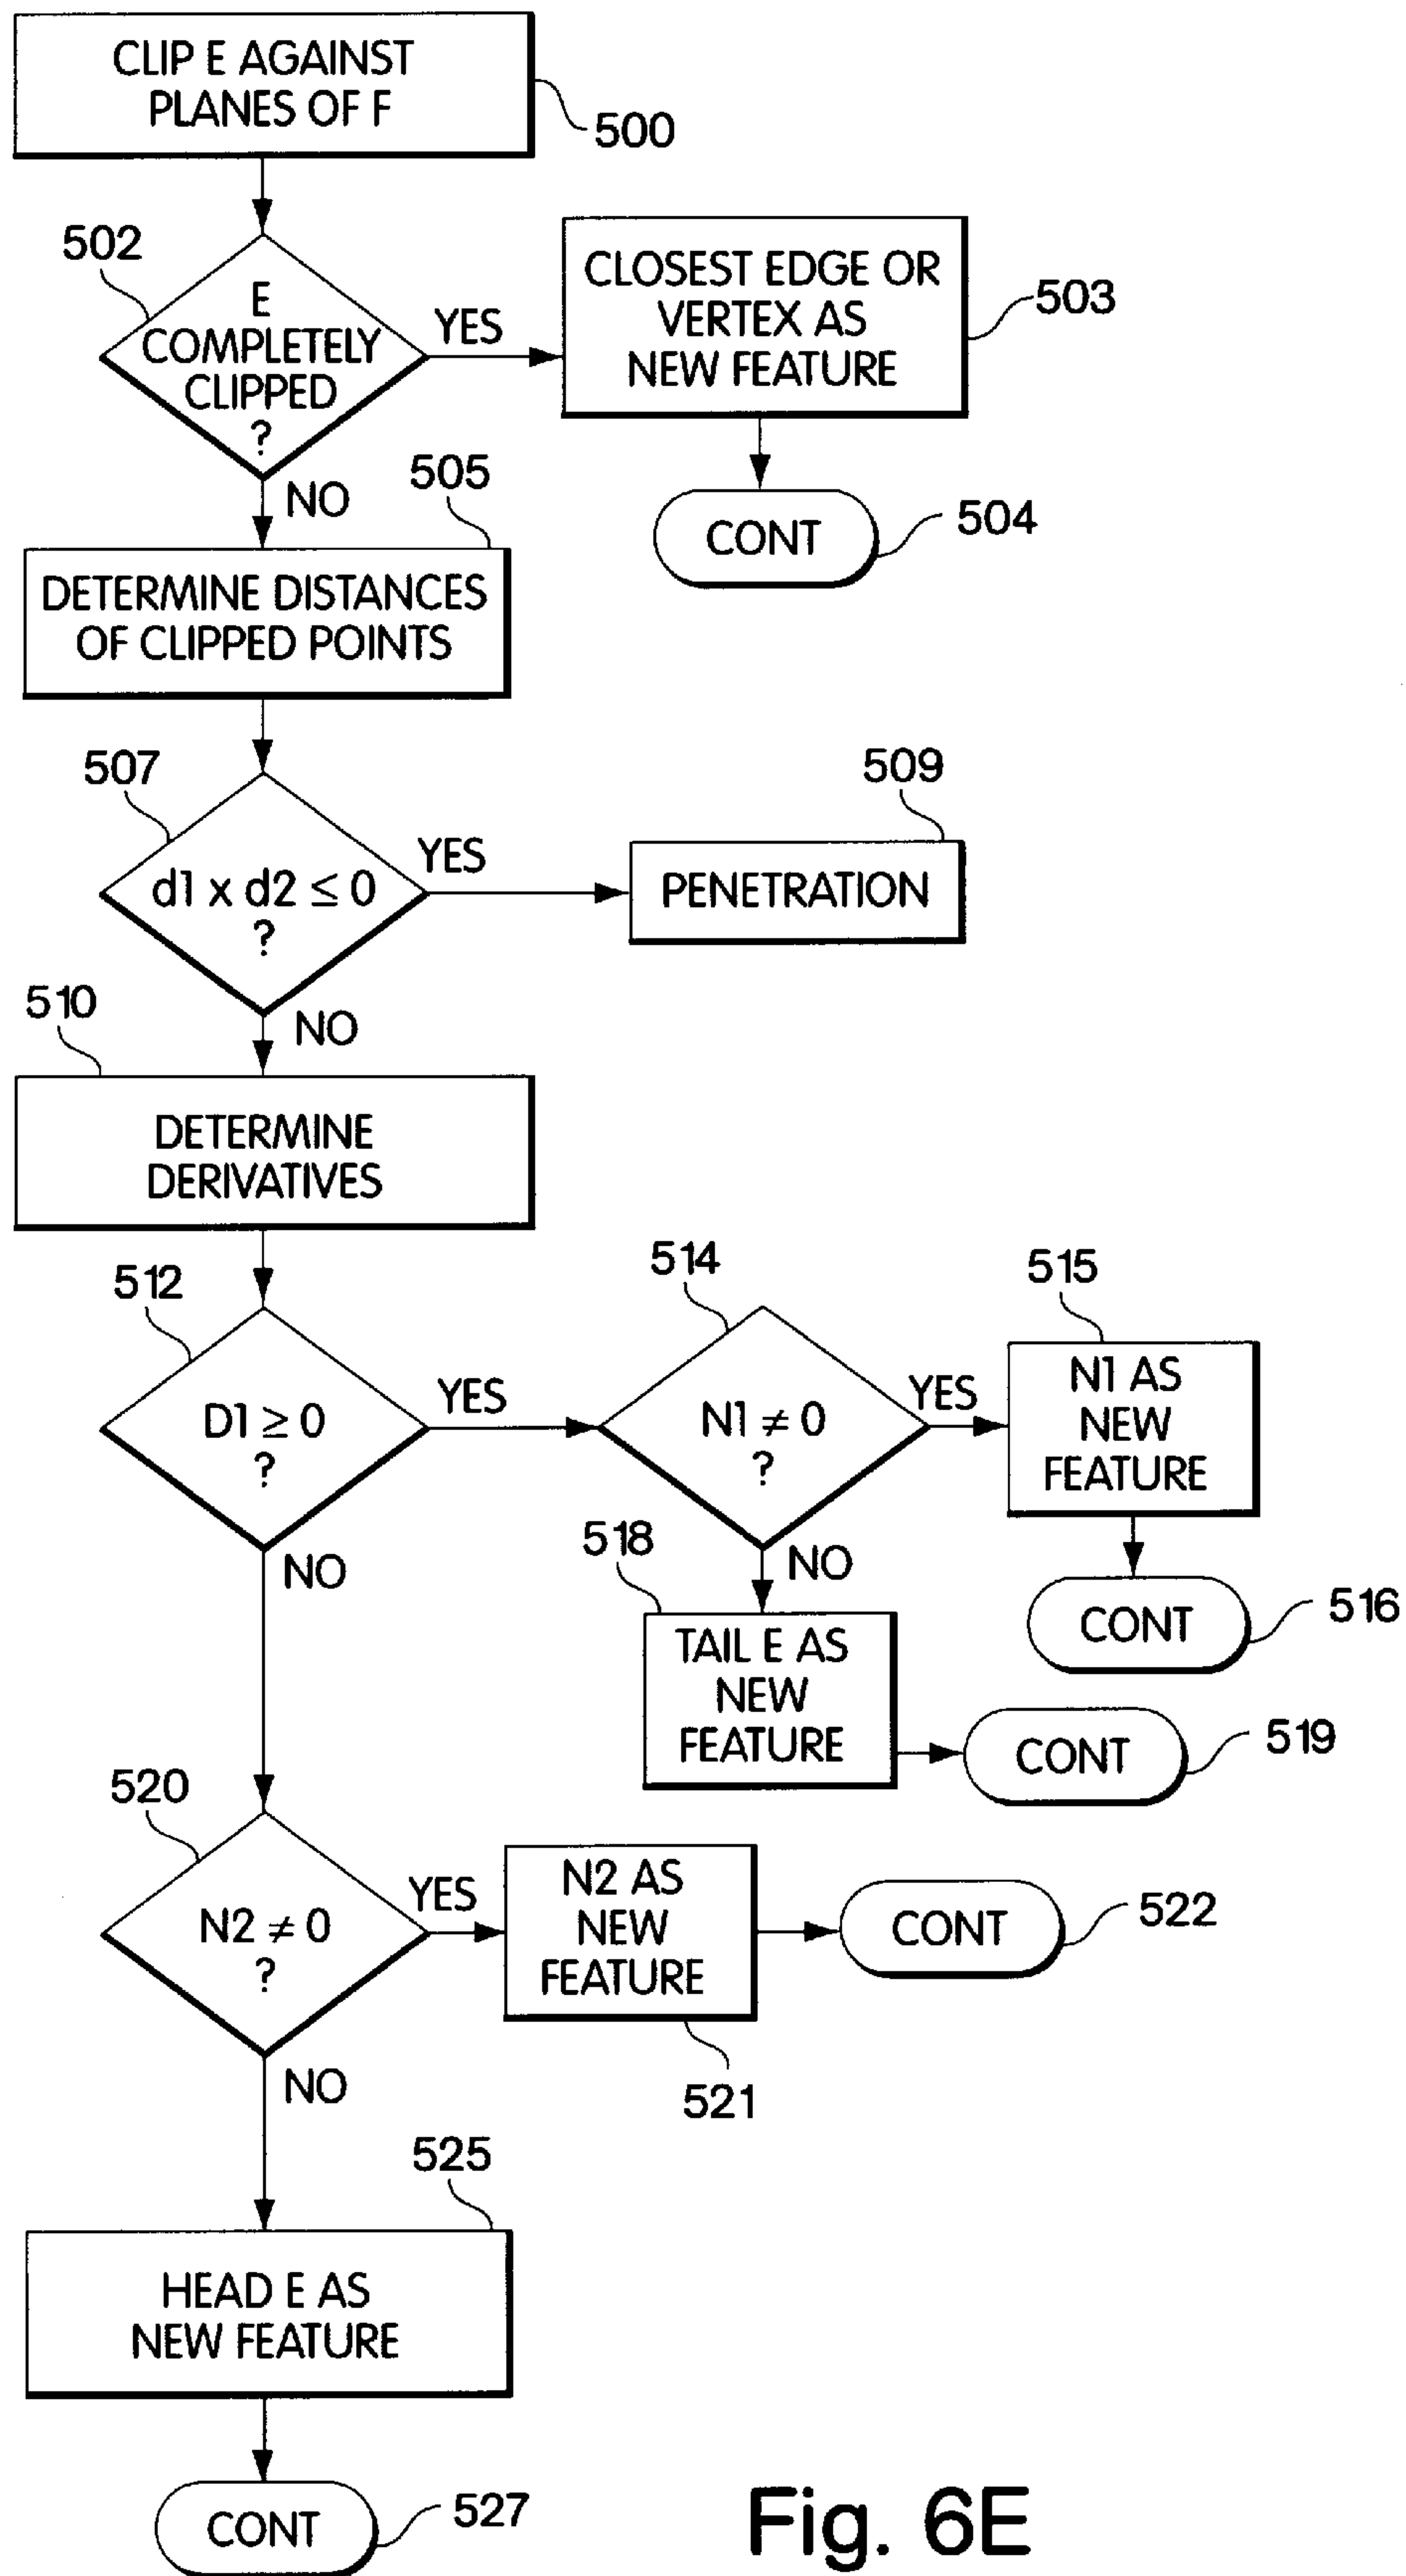 CLIP E AGAINST
PLANES OF F
500
502
E
COMPLETELY
CLIPPED
?
YES
CLOSEST EDGE OR
VERTEX AS
NEW FEATURE
503
CONT
504
NO
505
DETERMINE DISTANCES
OF CLIPPED POINTS
507
d1 x d2 ≤ 0
?
YES
509
PENETRATION
NO
510
DETERMINE
DERIVATIVES
512
D1 ≥ 0
?
YES
514
N1 ≠ 0
?
YES
515
N1 AS
NEW
FEATURE
CONT
516
NO
518
TAIL E AS
NEW
FEATURE
CONT
519
NO
520
N2 ≠ 0
?
YES
N2 AS
NEW
FEATURE
521
CONT
522
NO
525
HEAD E AS
NEW FEATURE
CONT
527
Fig. 6E